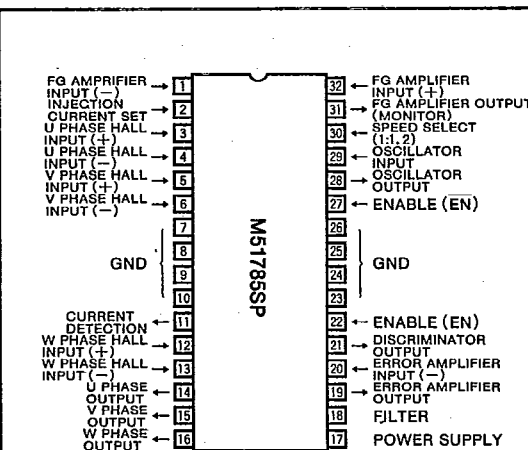 FG AMPRIFIER
INPUT (−)
1
INJECTION
CURRENT SET
2
U PHASE HALL
INPUT (+)
3
U PHASE HALL
INPUT (−)
4
V PHASE HALL
INPUT (+)
5
V PHASE HALL
INPUT (−)
6
7
8
9
10
GND
CURRENT
DETECTION
11
W PHASE HALL
INPUT (+)
12
W PHASE HALL
INPUT (−)
13
U PHASE
OUTPUT
14
V PHASE
OUTPUT
15
W PHASE
OUTPUT
16
M51785SP
32
FG AMPLIFIER
INPUT (+)
31
FG AMPLIFIER OUTPUT
(MONITOR)
30
SPEED SELECT
(1:1, 2)
29
OSCILLATOR
INPUT
28
OSCILLATOR
OUTPUT
27
ENABLE (E̅N̅)
26
25
24
23
GND
22
ENABLE (EN)
21
DISCRIMINATOR
OUTPUT
20
ERROR AMPLIFIER
INPUT (−)
19
ERROR AMPLIFIER
OUTPUT
18
FILTER
17
POWER SUPPLY